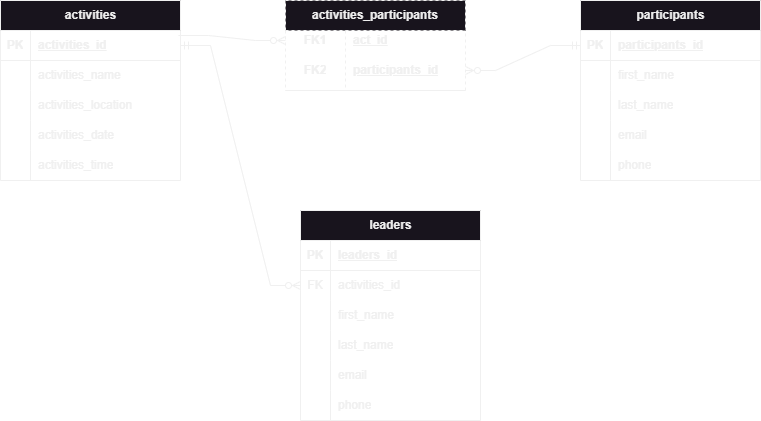 activities
PK activities_id
activities_name
activities_location
activities_date
activities_time
activities_participants
FK1 act_id
FK2 participants_id
participants
PK participants_id
first_name
last_name
email
phone
leaders
PK leaders_id
FK activities_id
first_name
last_name
email
phone